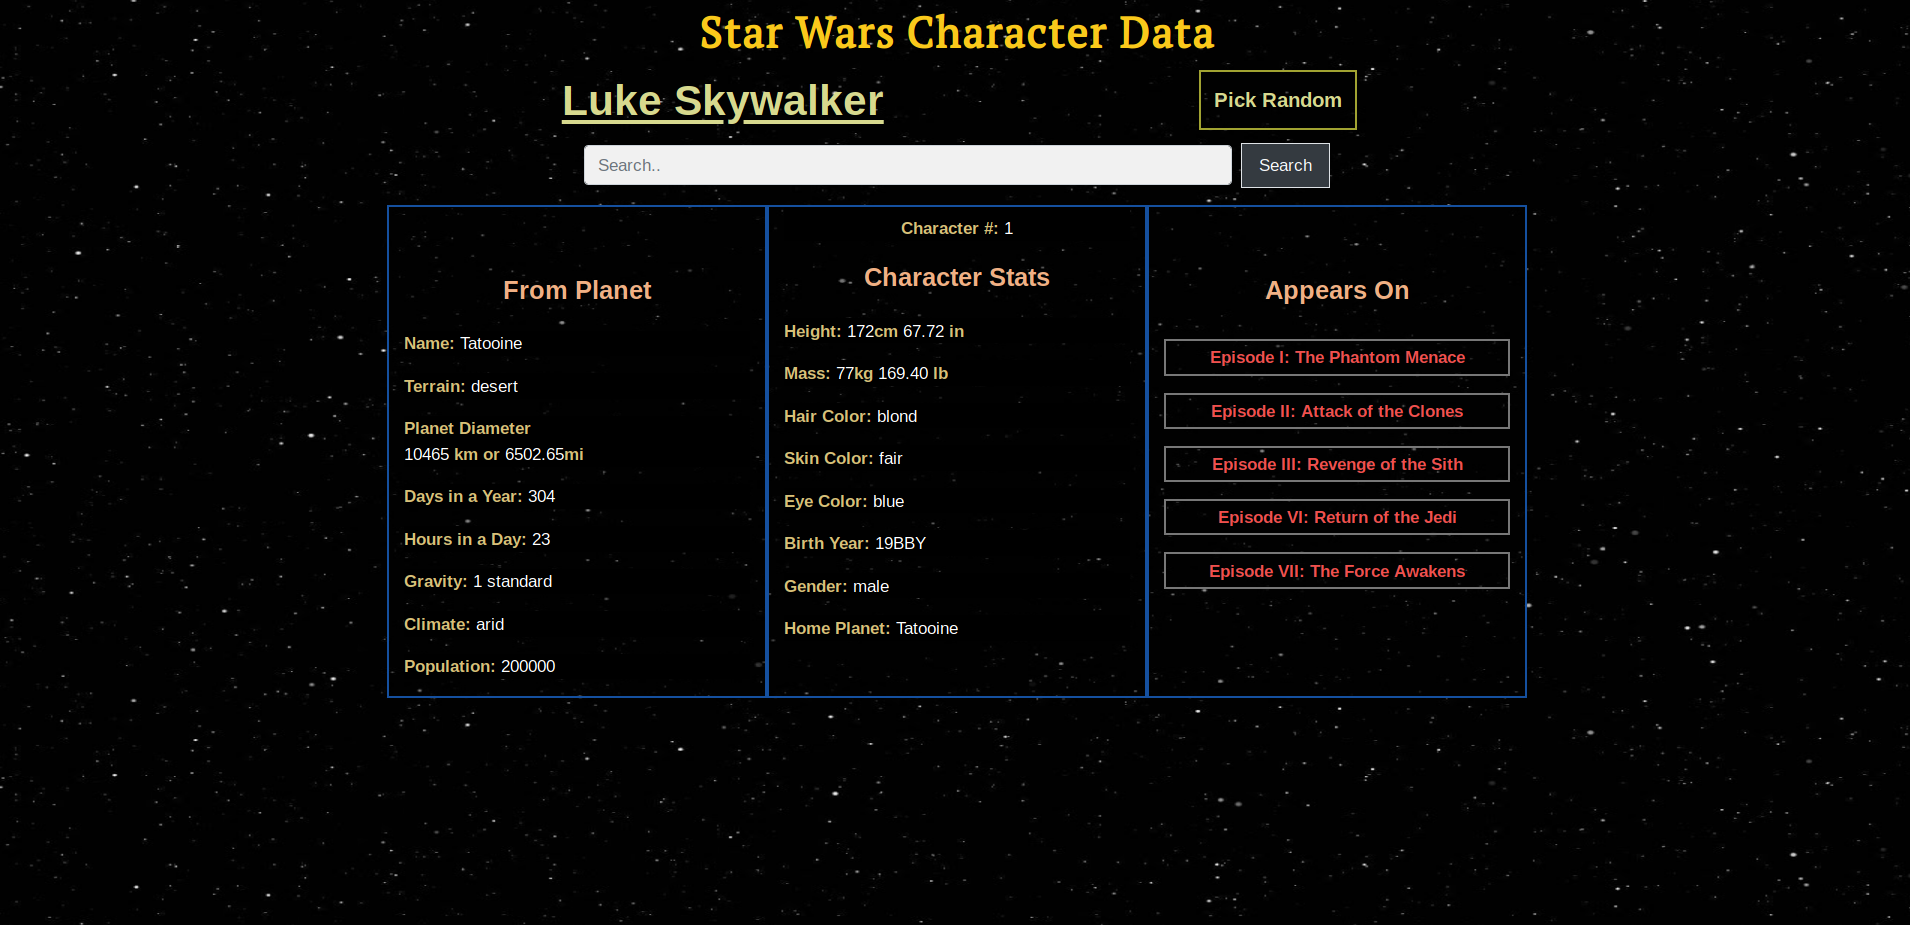 Star Wars Character Data
Luke Skywalker
Pick Random
Search..
Search
From Planet
Name: Tatooine
Terrain: desert
Planet Diameter
10465 km or 6502.65mi
Days in a Year: 304
Hours in a Day: 23
Gravity: 1 standard
Climate: arid
Population: 200000
Character #: 1
Character Stats
Height: 172cm 67.72 in
Mass: 77kg 169.40 lb
Hair Color: blond
Skin Color: fair
Eye Color: blue
Birth Year: 19BBY
Gender: male
Home Planet: Tatooine
Appears On
Episode I: The Phantom Menace
Episode II: Attack of the Clones
Episode III: Revenge of the Sith
Episode VI: Return of the Jedi
Episode VII: The Force Awakens